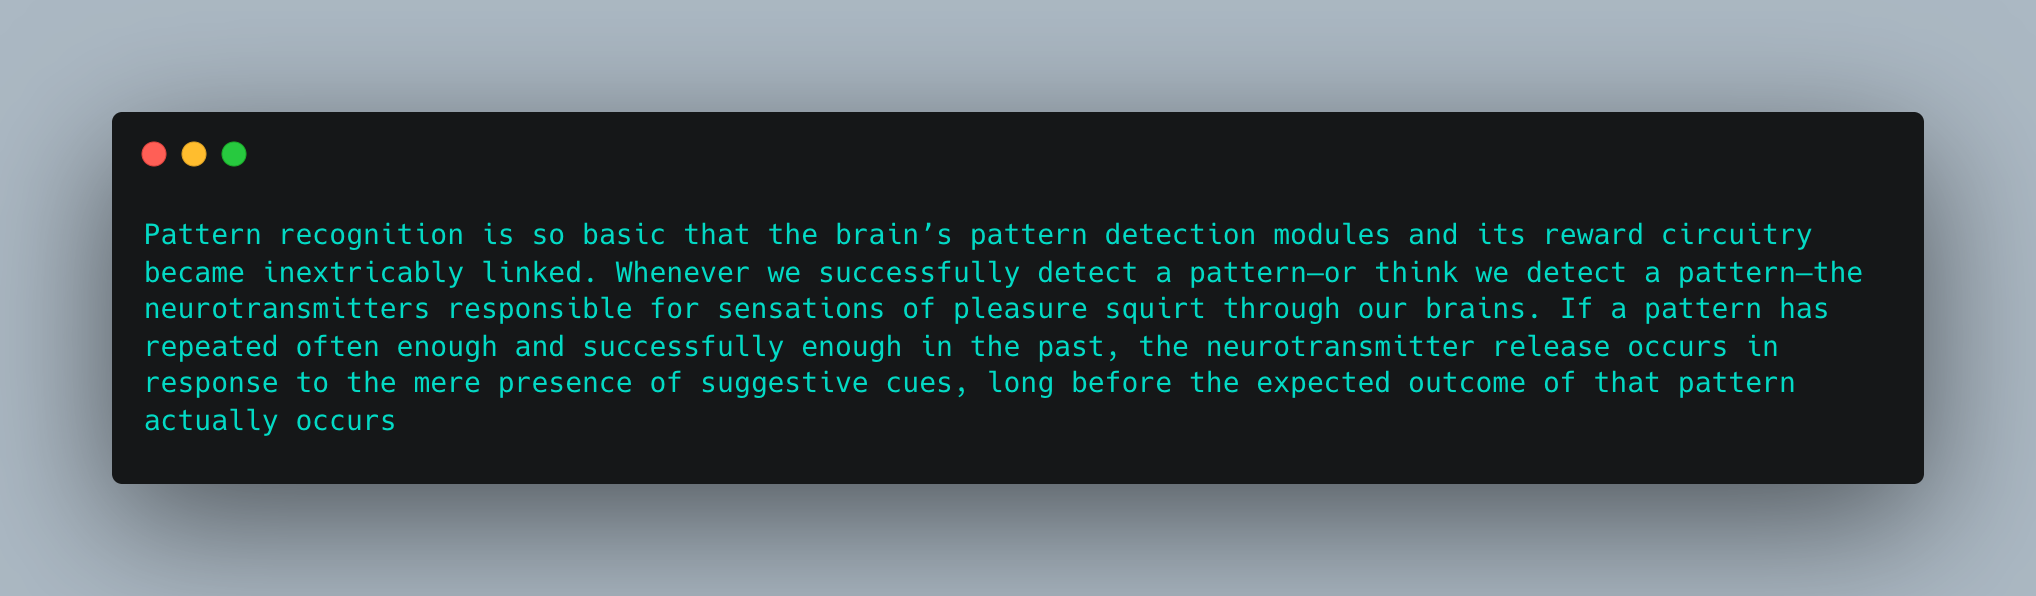 Pattern recognition is so basic that the brain’s pattern detection modules and its reward circuitry
became inextricably linked. Whenever we successfully detect a pattern—or think we detect a pattern—the
neurotransmitters responsible for sensations of pleasure squirt through our brains. If a pattern has
repeated often enough and successfully enough in the past, the neurotransmitter release occurs in
response to the mere presence of suggestive cues, long before the expected outcome of that pattern
actually occurs